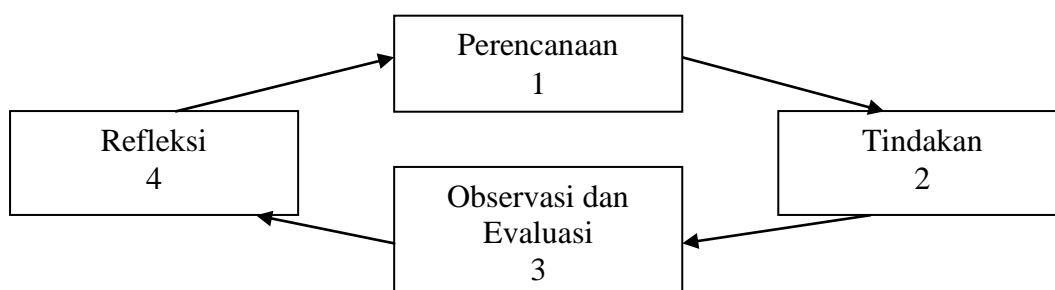 Perencanaan
1
Refleksi
4
Tindakan
2
Observasi dan
Evaluasi
3